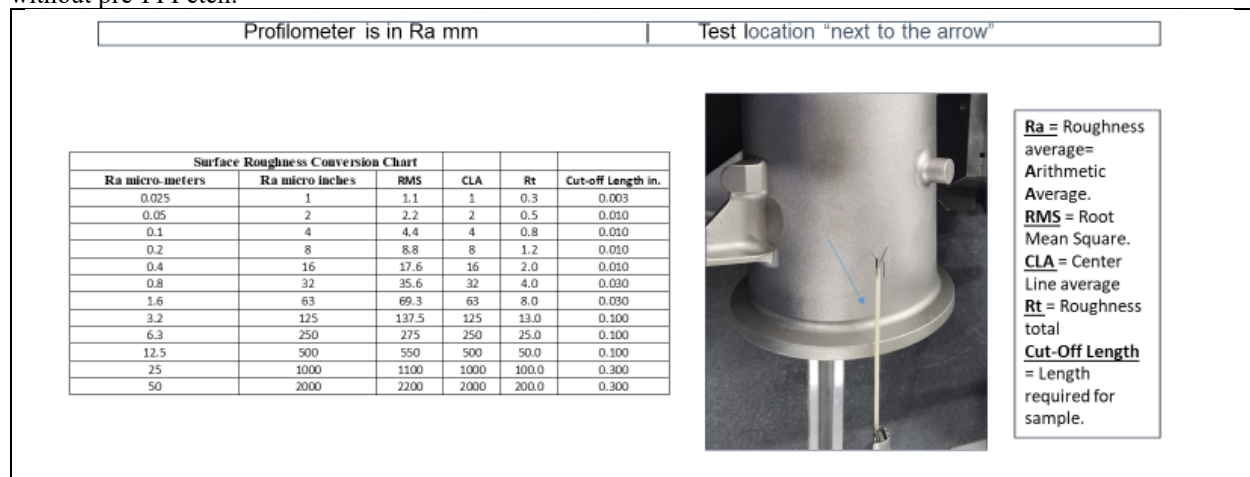 Profilometer is in Ra mm
Test location "next to the arrow"
Surface Roughness Conversion Chart
Ra micro-meters Ra micro inches RMS CLA Rt Cut-off Length in.
0.025 1 1.1 1 0.3 0.003
0.05 2 2.2 2 0.5 0.010
0.1 4 4.4 4 0.8 0.010
0.2 8 8.8 8 1.2 0.010
0.4 16 17.6 16 2.0 0.010
0.8 32 35.6 32 4.0 0.030
1.6 63 69.3 63 8.0 0.030
3.2 125 137.5 125 13.0 0.100
6.3 250 275 250 25.0 0.100
12.5 500 550 500 50.0 0.100
25 1000 1100 1000 100.0 0.300
50 2000 2200 2000 200.0 0.300
Ra = Roughness
average=
Arithmetic
Average.
RMS = Root
Mean Square.
CLA = Center
Line average
Rt = Roughness
total
Cut-Off Length
= Length
required for
sample.